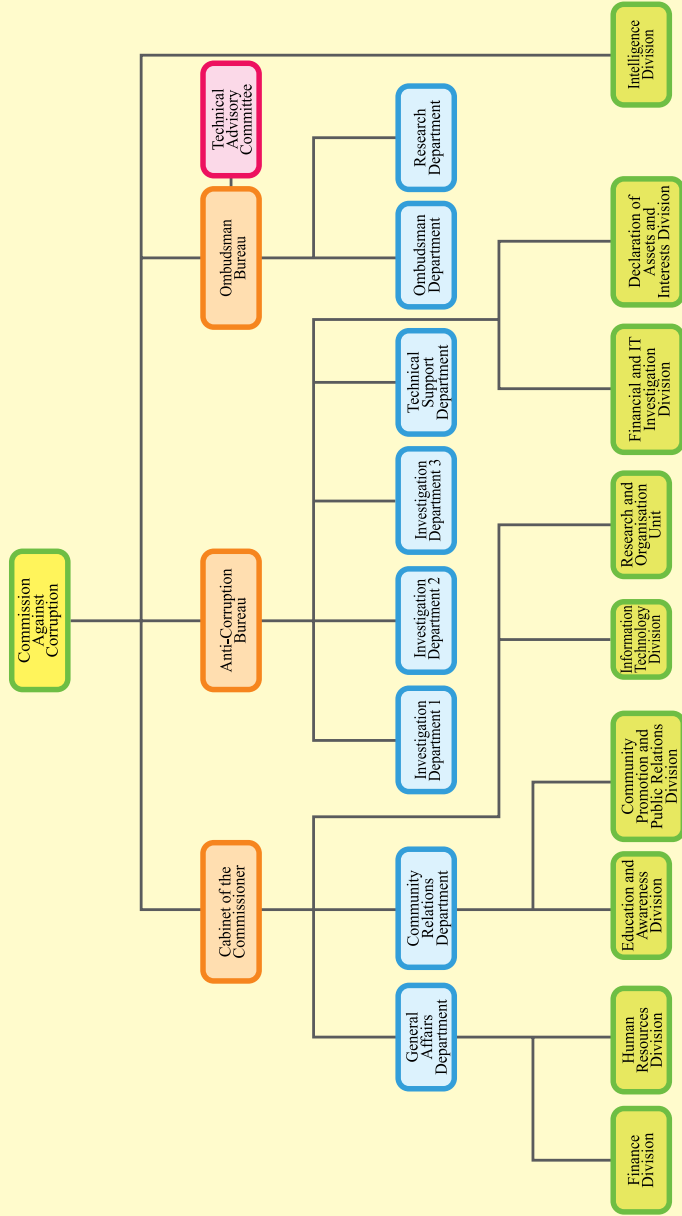 Commission
Against
Corruption
Cabinet of the
Commissioner
Anti-Corruption
Bureau
Ombudsman
Bureau
Technical
Advisory
Committee
General
Affairs
Department
Community
Relations
Department
Investigation
Department 1
Investigation
Department 2
Investigation
Department 3
Technical
Support
Department
Ombudsman
Department
Research
Department
Finance
Division
Human
Resources
Division
Education and
Awareness
Division
Community
Promotion and
Public Relations
Division
Information
Technology
Division
Research and
Organisation
Unit
Financial and IT
Investigation
Division
Declaration of
Assets and
Interests Division
Intelligence
Division